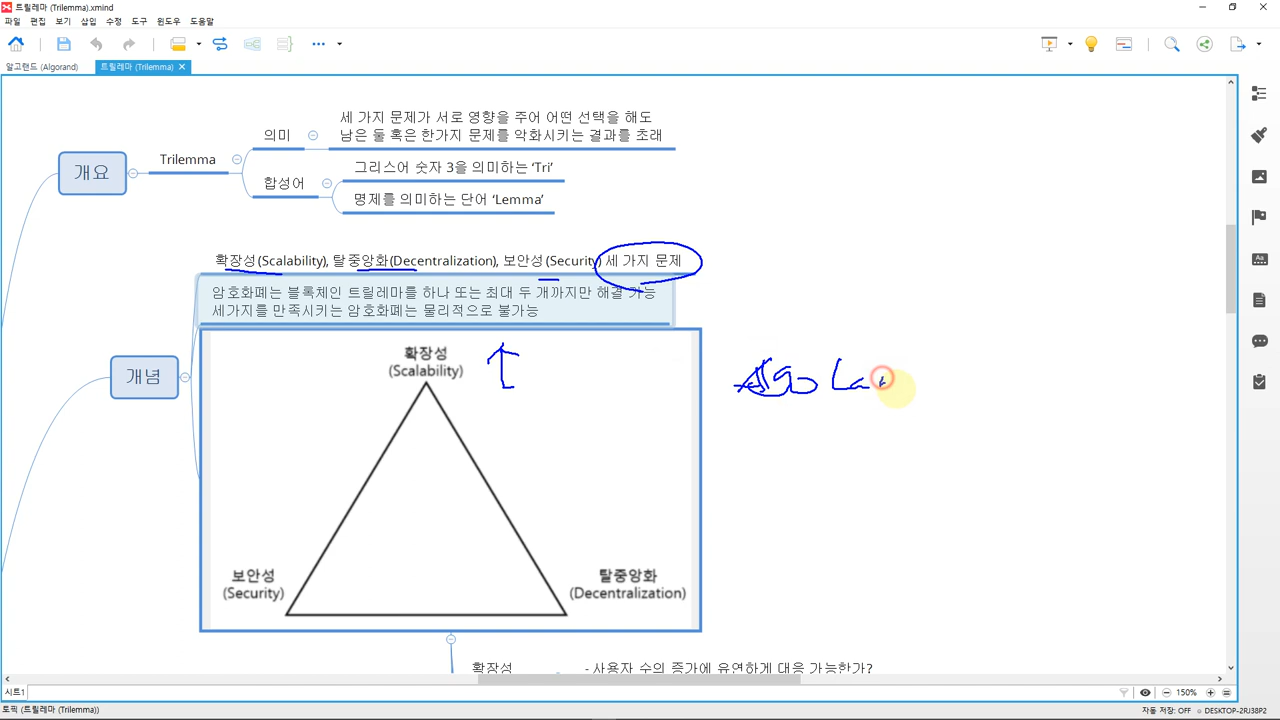 트릴레마 (Trilemma).xmind
파일 편집 보기 삽입 수정 도구 윈도우 도움말
알고랜드 (Algorand) 트릴레마 (Trilemma)
세 가지 문제가 서로 영향을 주어 어떤 선택을 해도
의미
남은 둘 혹은 한가지 문제를 악화시키는 결과를 초래
개요
Trilemma
그리스어 숫자 3을 의미하는 ‘Tri’
합성어
명제를 의미하는 단어 ‘Lemma’
확장성(Scalability), 탈중앙화(Decentralization), 보안성(Security) 세 가지 문제
암호화폐는 블록체인 트릴레마를 하나 또는 최대 두 개까지만 해결 가능
세가지를 만족시키는 암호화폐는 물리적으로 불가능
개념
확장성
(Scalability)
보안성
(Security)
탈중앙화
(Decentralization)
확장성 - 사용자 수의 증가에 유연하게 대응 가능한가?
시트1
150%
토픽 (트릴레마 (Trilemma))
자동 저장: OFF DESKTOP-2RJ38P2